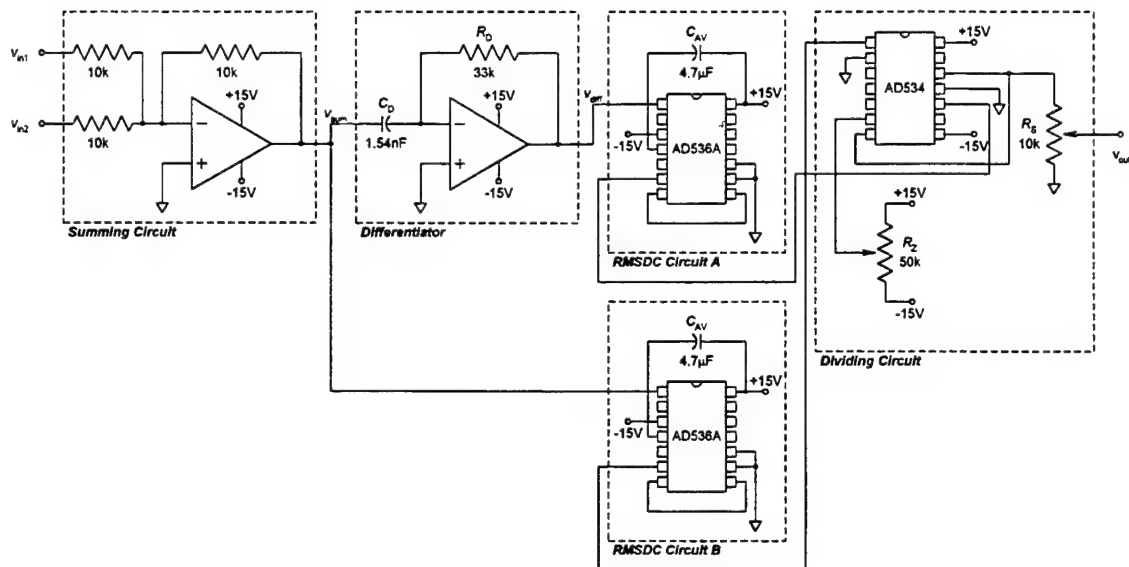 v_in1
10k
10k
+15V
v_in2
10k
-15V
Summing Circuit
v_sum
C_D
1.54nF
R_D
33k
+15V
-15V
Differentiator
v_diff
C_AV
4.7µF
+15V
-15V
AD536A
RMSDC Circuit A
C_AV
4.7µF
+15V
-15V
AD536A
RMSDC Circuit B
+15V
AD534
R_S
10k
-15V
v_out
+15V
R_Z
50k
-15V
Dividing Circuit